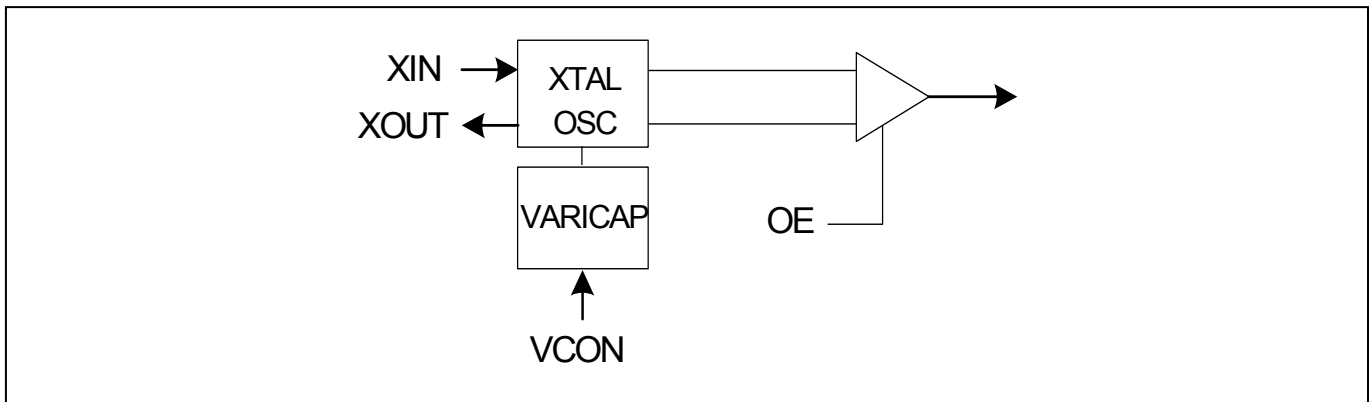 XIN
XTAL
XOUT
OSC
VARICAP
OE
VCON